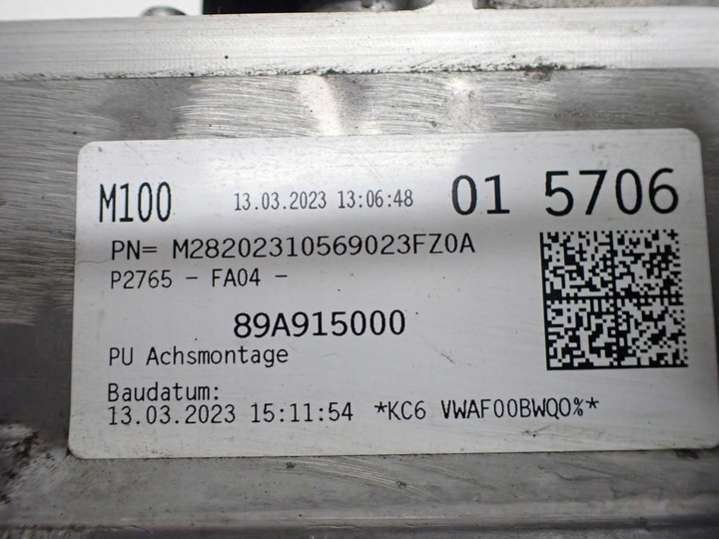 M100 13.03.2023 13:06:48 01 5706
PN= M28202310569023FZ0A
P2765 - FA04 -
89A915000
PU Achsmontage
Baudatum:
13.03.2023 15:11:54 *KC6 VWAF00BWQO%*